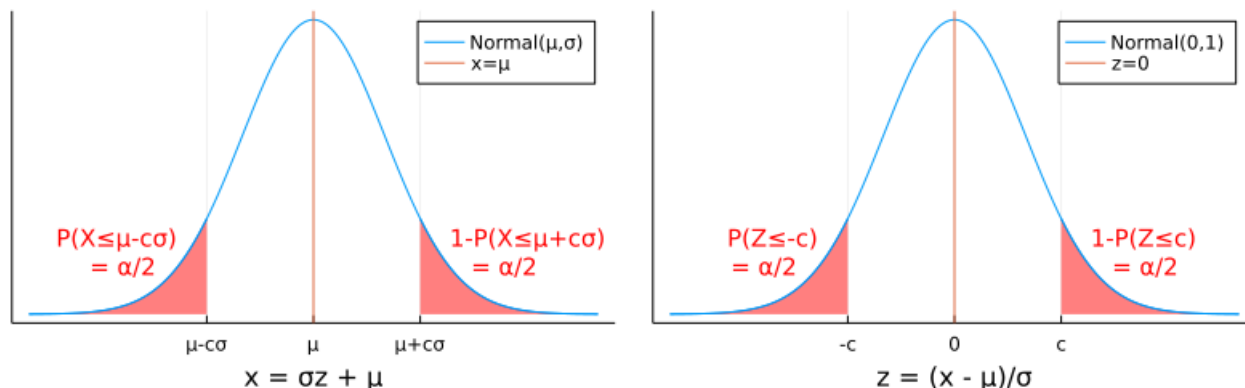 Normal(μ,σ)
x=μ
P(X≤μ-cσ)
= α/2
1-P(X≤μ+cσ)
= α/2
μ-cσ
μ
μ+cσ
x = σz + μ
Normal(0,1)
z=0
P(Z≤-c)
= α/2
1-P(Z≤c)
= α/2
-c
0
c
z = (x - μ)/σ